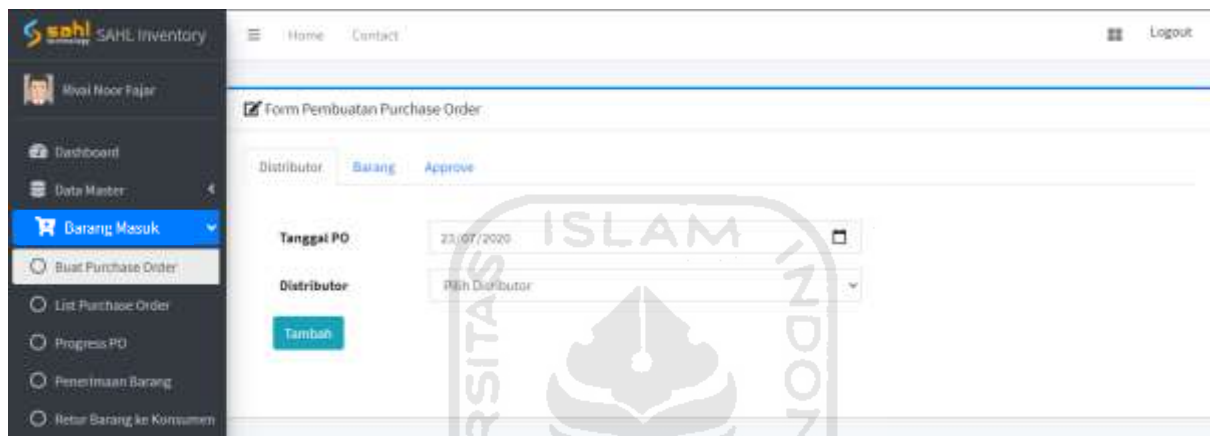 sahl technology SAHL Inventory
Home Contact
Logout
Rivai Noor Fajar
Form Pembuatan Purchase Order
Dashboard
Data Master
Barang Masuk
Buat Purchase Order
List Purchase Order
Progress PO
Penerimaan Barang
Retur Barang ke Konsumen
Distributor Barang Approve
Tanggal PO 23/07/2020
Distributor Pilih Distributor
Tambah
ISLAM